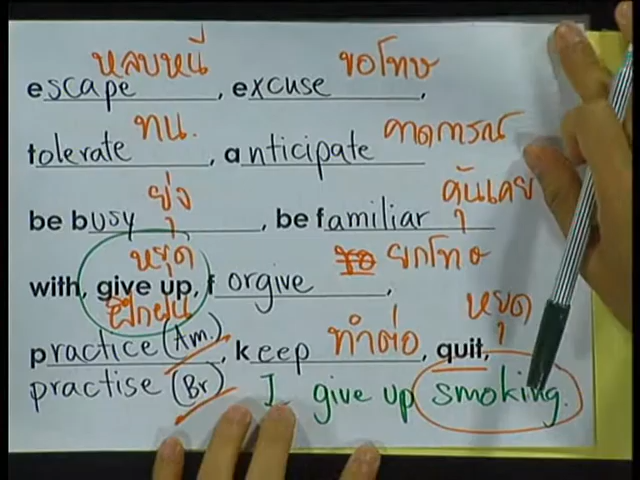 หลบหนี ขอโทษ
escape, excuse,
ทน. คาดการณ์
tolerate, anticipate
ยุ่ง คุ้นเคย
be busy, be familiar
หยุด ยกโทษ
with, give up, forgive,
ฝึกฝน หยุด
practice (Am.), keep ทำต่อ, quit,
practise (Br) I give up smoking.